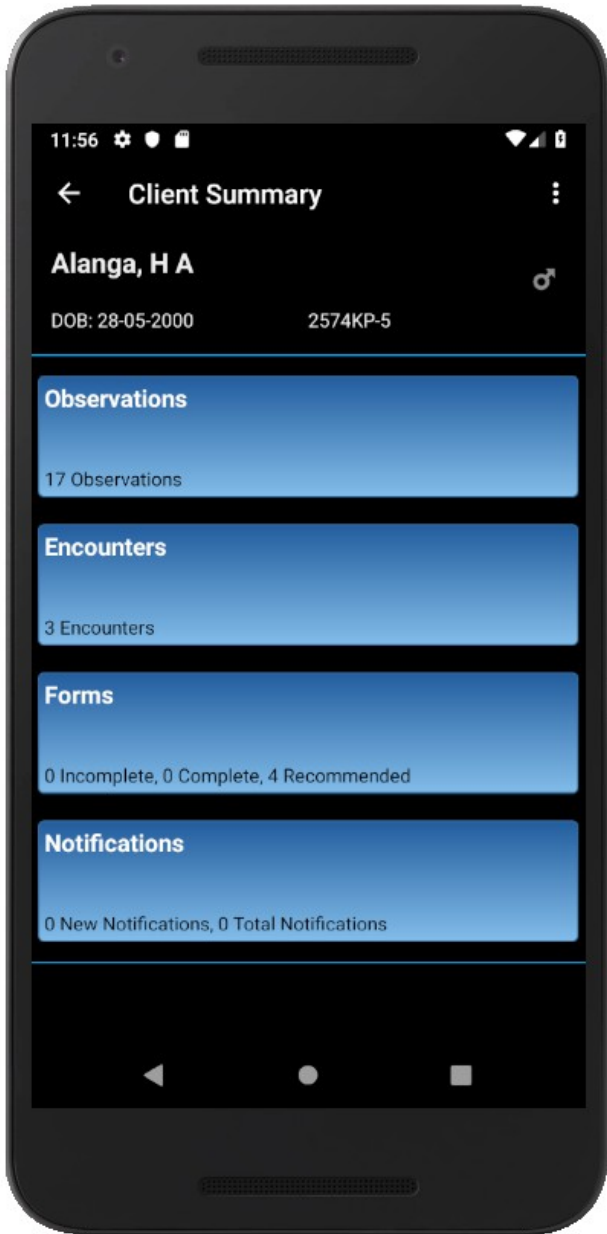 11:56
Client Summary
Alanga, H A
DOB: 28-05-2000 2574KP-5
Observations
17 Observations
Encounters
3 Encounters
Forms
0 Incomplete, 0 Complete, 4 Recommended
Notifications
0 New Notifications, 0 Total Notifications